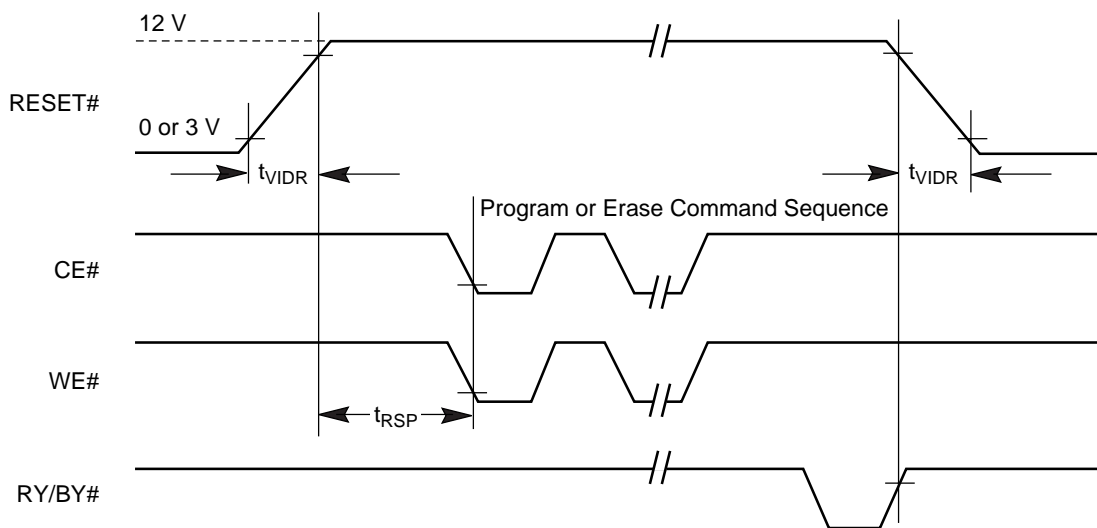 12 V
RESET#
0 or 3 V
tVIDR
tVIDR
Program or Erase Command Sequence
CE#
WE#
tRSP
RY/BY#